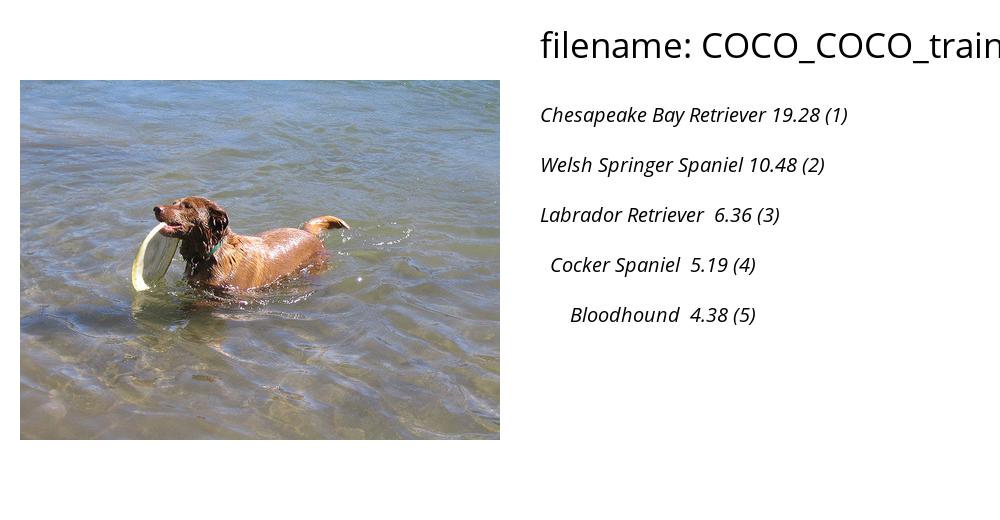 filename: COCO_COCO_train
Chesapeake Bay Retriever 19.28 (1)
Welsh Springer Spaniel 10.48 (2)
Labrador Retriever 6.36 (3)
Cocker Spaniel 5.19 (4)
Bloodhound 4.38 (5)